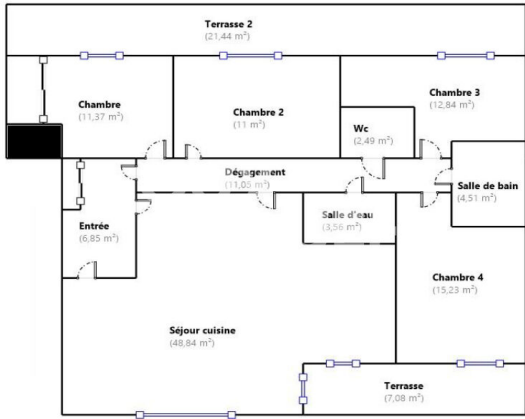 Terrasse 2
(21,44 m²)
Chambre
(11,37 m²)
Chambre 2
(11 m²)
Chambre 3
(12,84 m²)
Wc
(2,49 m²)
Dégagement
(11,05 m²)
Salle de bain
(4,51 m²)
Entrée
(6,85 m²)
Salle d'eau
(3,56 m²)
Chambre 4
(15,23 m²)
Séjour cuisine
(48,84 m²)
Terrasse
(7,08 m²)